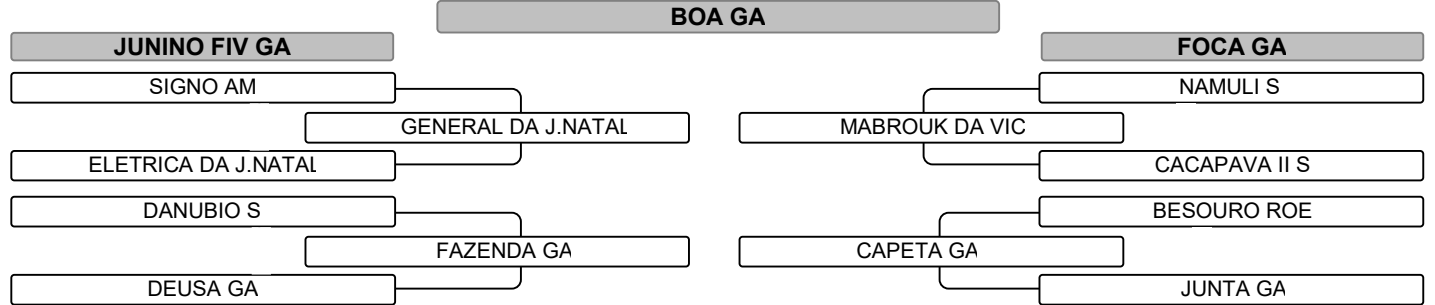 BOA GA
JUNINO FIV GA
FOCA GA
SIGNO AM
NAMULI S
GENERAL DA J.NATAL
MABROUK DA VIC
ELETRICA DA J.NATAL
CACAPAVA II S
DANUBIO S
BESOURO ROE
FAZENDA GA
CAPETA GA
DEUSA GA
JUNTA GA